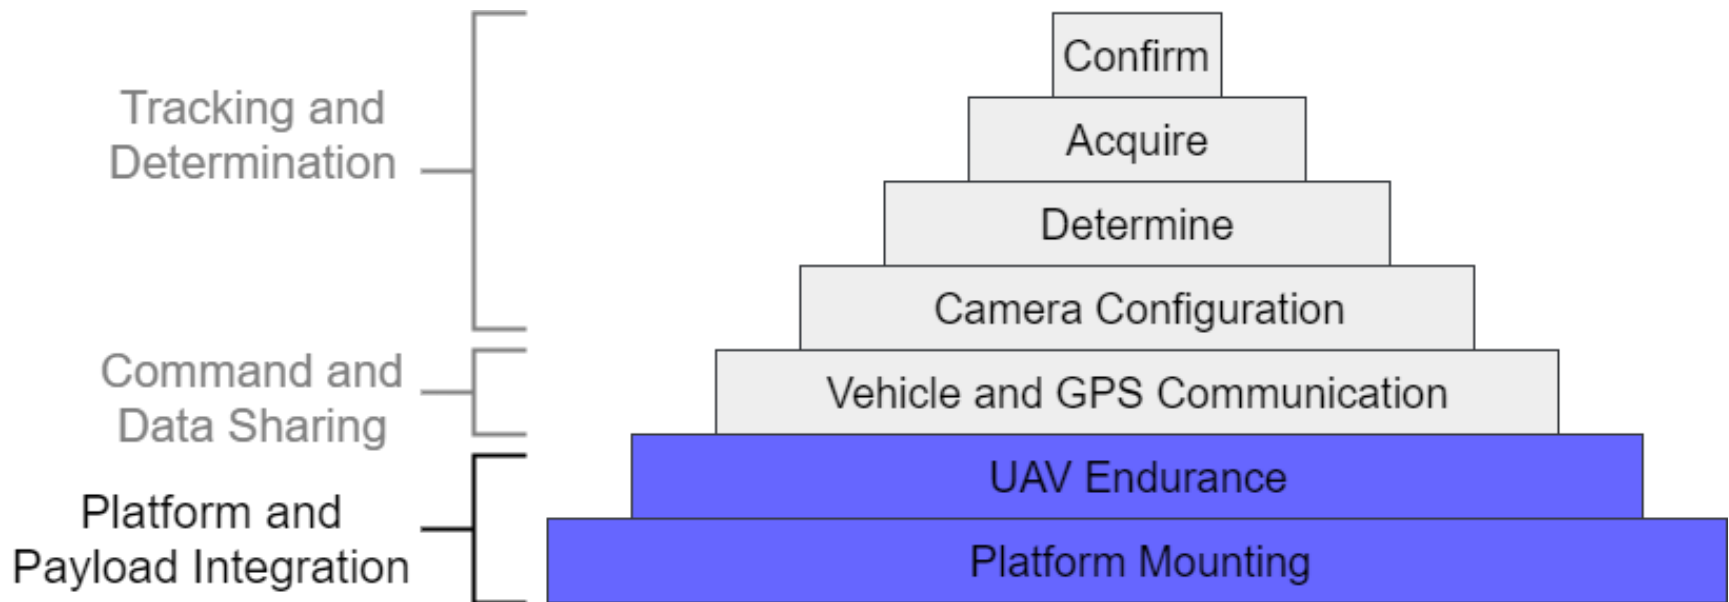 Confirm
Tracking and
Determination
Acquire
Determine
Camera Configuration
Command and
Data Sharing
Vehicle and GPS Communication
UAV Endurance
Platform and
Payload Integration
Platform Mounting